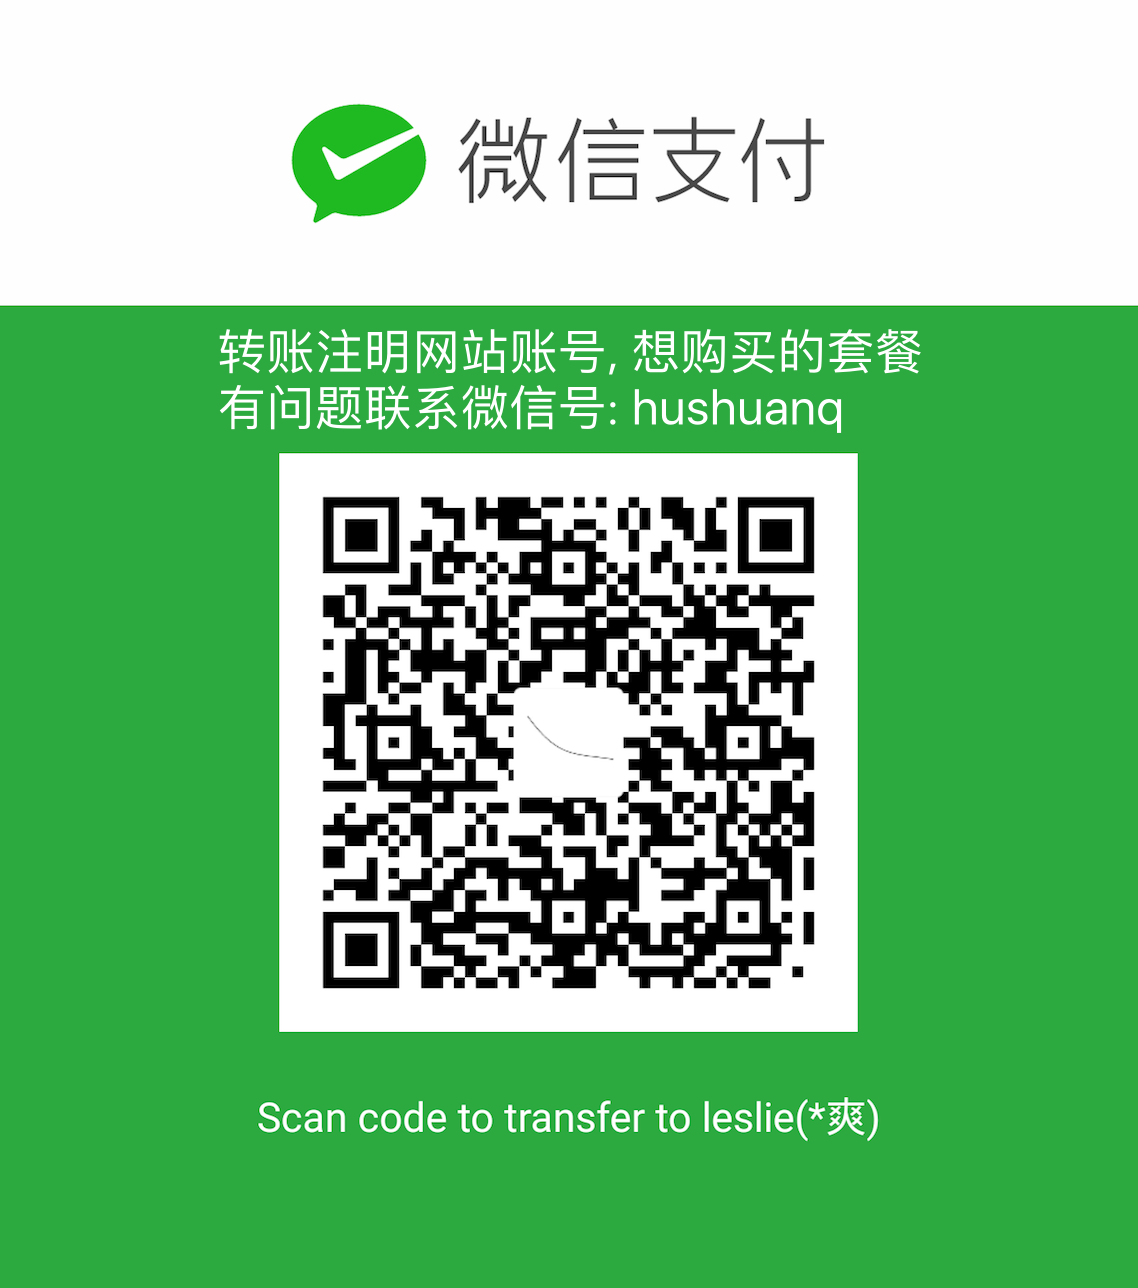 微信支付
转账注明网站账号, 想购买的套餐
有问题联系微信号: hushuanq
Scan code to transfer to leslie(*爽)